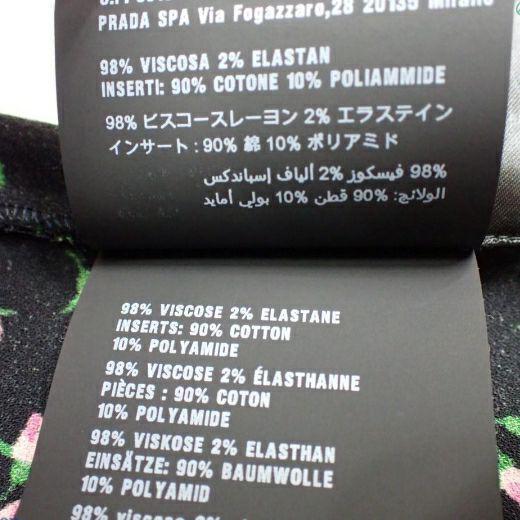 PRADA SPA Via Fogazzaro,28 20135 Milano
98% VISCOSA 2% ELASTAN
INSERTI: 90% COTONE 10% POLIAMMIDE
98% ビスコースレーヨン 2% エラステイン
インサート : 90% 綿 10% ポリアミド
98% فيسكوز 2% ألياف إسباندكس
الولائج: 90% قطن 10% بولي أمايد
98% VISCOSE 2% ELASTANE
INSERTS: 90% COTTON
10% POLYAMIDE
98% VISCOSE 2% ÉLASTHANNE
PIÈCES : 90% COTON
10% POLYAMIDE
98% VISKOSE 2% ELASTHAN
EINSÄTZE: 90% BAUMWOLLE
10% POLYAMID
98% viscose 2%